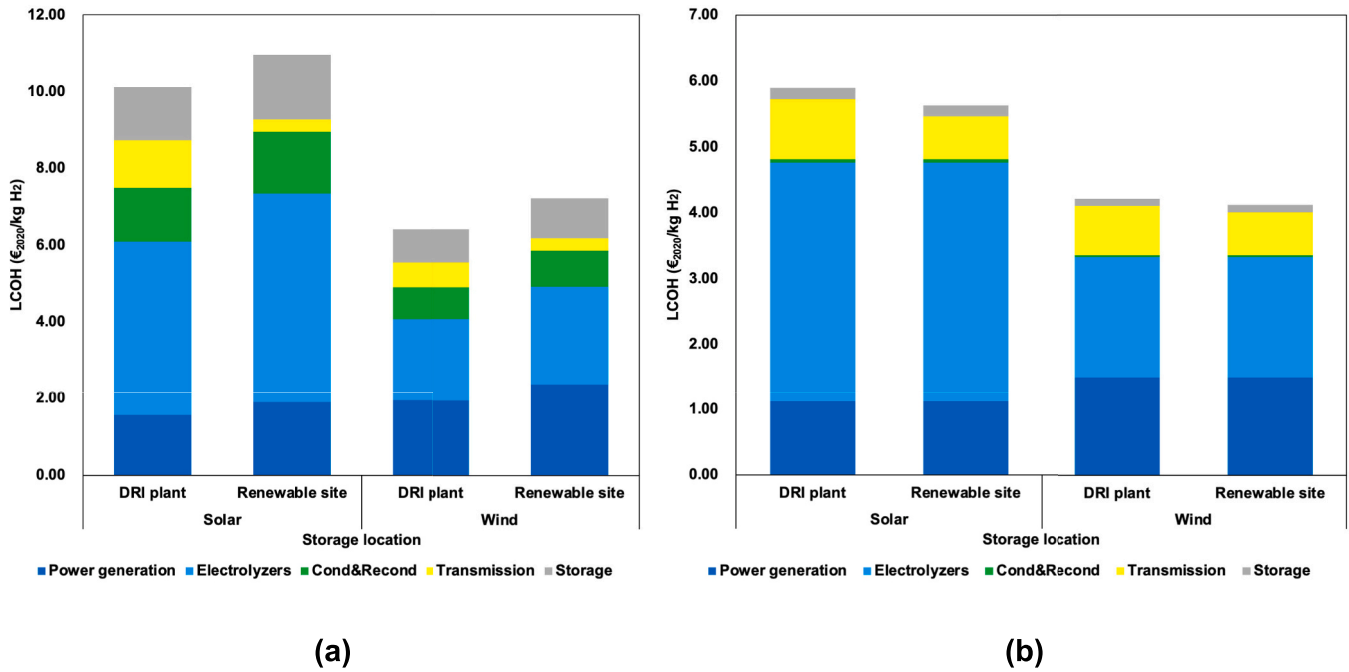 12.00
10.00
8.00
6.00
4.00
2.00
0.00
LCOH (€2020/kg H2)
DRI plant Renewable site DRI plant Renewable site
Solar Wind
Storage location
Power generation Electrolyzers Cond&Recond Transmission Storage
(a)
7.00
6.00
5.00
4.00
3.00
2.00
1.00
0.00
LCOH (€2020/kg H2)
DRI plant Renewable site DRI plant Renewable site
Solar Wind
Storage location
Power generation Electrolyzers Cond&Recond Transmission Storage
(b)